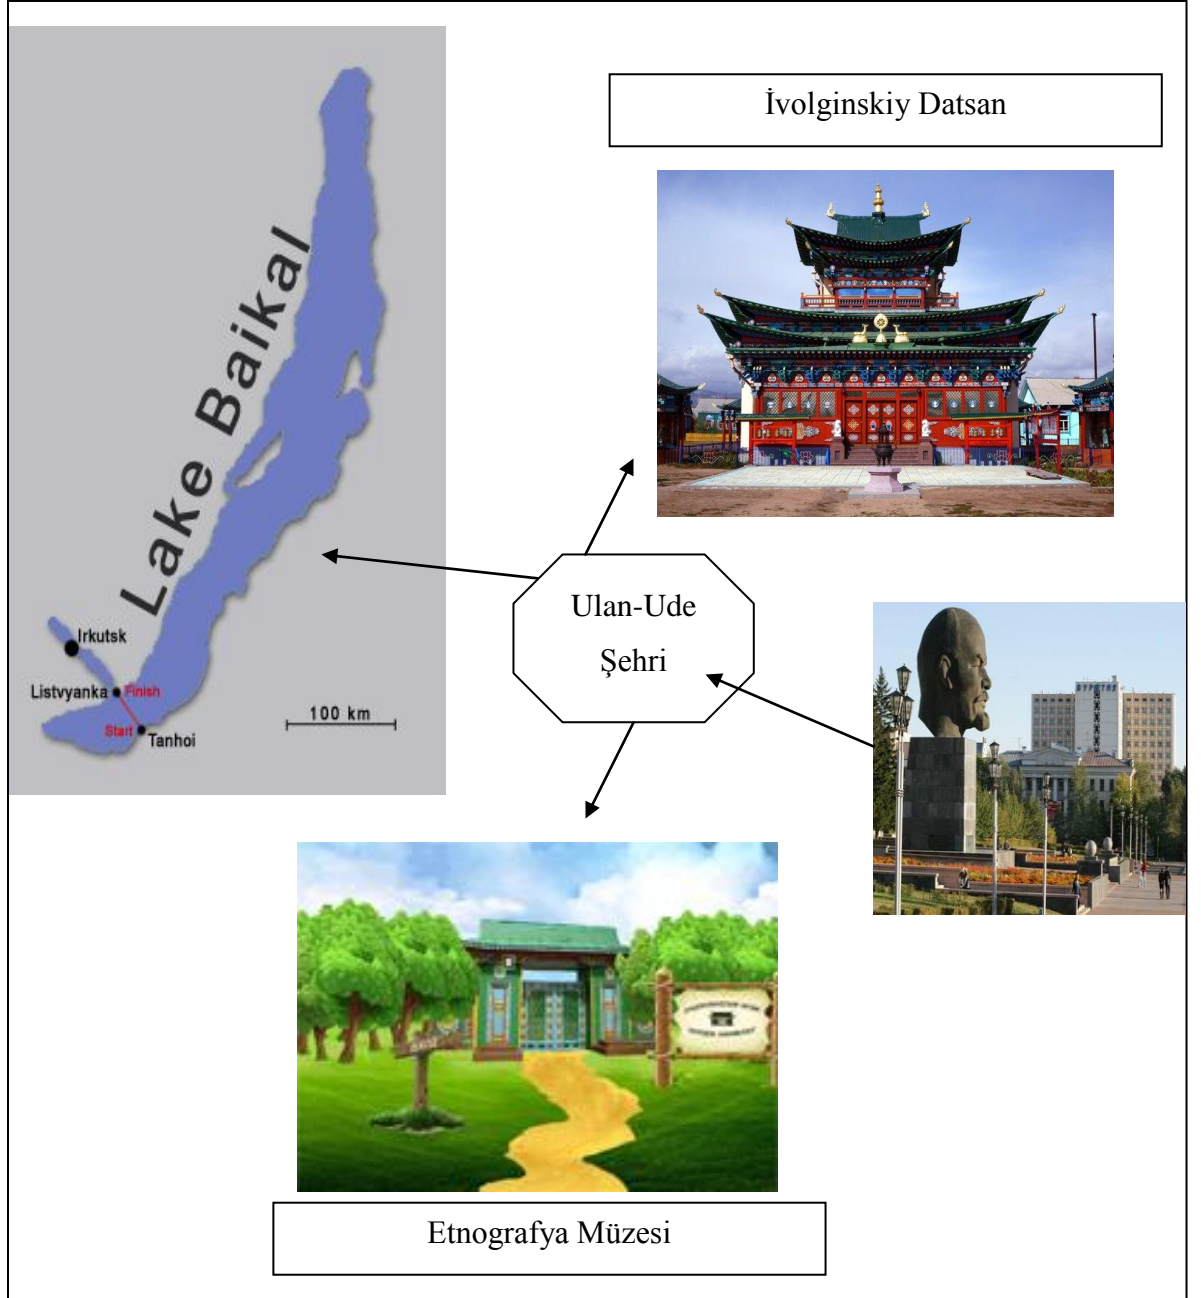 İvolginskiy Datsan
Lake Baikal
Irkutsk
Listvyanka
Finish
Start
Tanhoi
100 km
Ulan-Ude
Şehri
Etnografya Müzesi